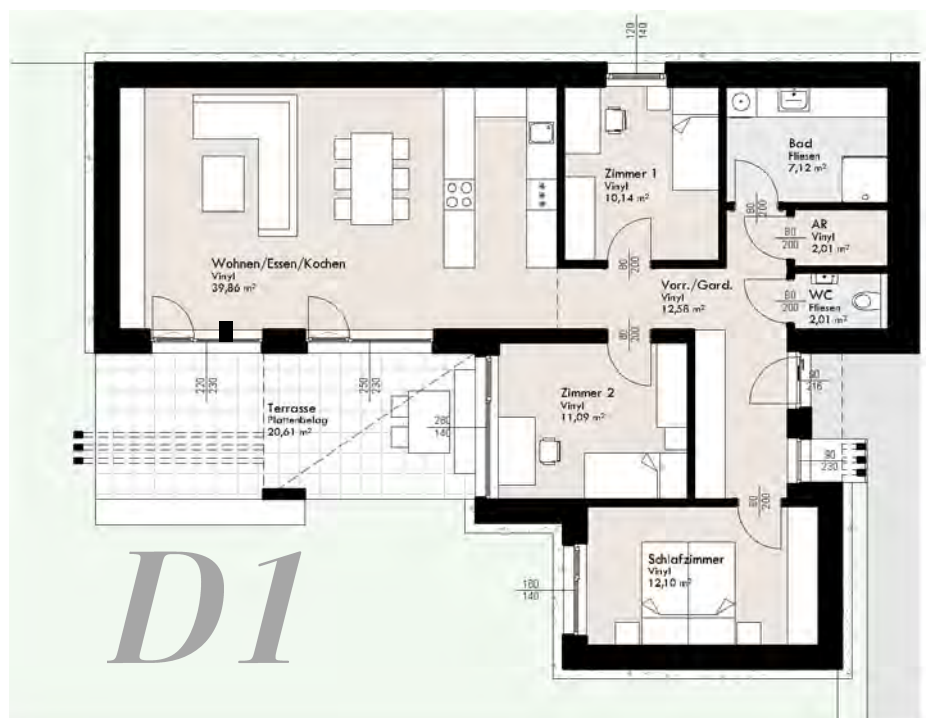 120
140
Bad
Fliesen
7,12 m²
Zimmer 1
Vinyl
10,14 m²
80
200
AR
Vinyl
2,01 m²
80
200
Wohnen/Essen/Kochen
Vinyl
39,86 m²
80
200
Vorr./Gard.
Vinyl
12,58 m²
WC
Fliesen
2,01 m²
80
200
80
200
220
230
250
230
90
216
Zimmer 2
Vinyl
11,09 m²
Terrasse
Plattenbelag
20,61 m²
280
140
90
230
80
200
Schlafzimmer
Vinyl
12,10 m²
180
140
D1